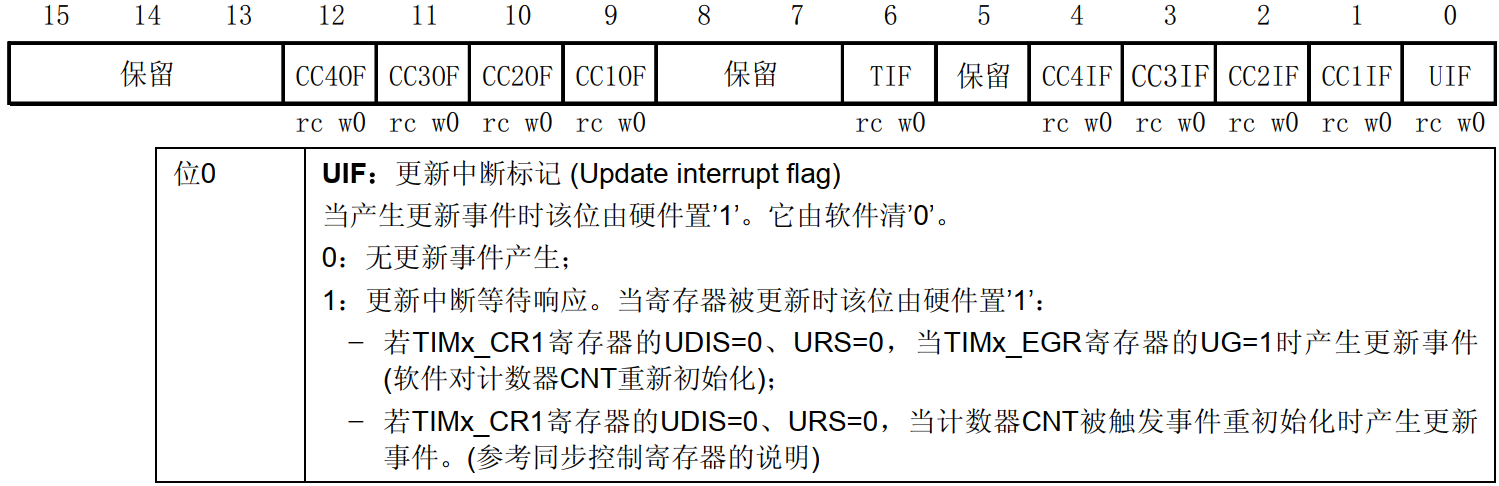 15 14 13 12 11 10 9 8 7 6 5 4 3 2 1 0
保留 CC4OF CC3OF CC2OF CC1OF 保留 TIF 保留 CC4IF CC3IF CC2IF CC1IF UIF
rc w0 rc w0 rc w0 rc w0 rc w0 rc w0 rc w0 rc w0 rc w0 rc w0
位0
UIF：更新中断标记 (Update interrupt flag)
当产生更新事件时该位由硬件置’1’。它由软件清’0’。
0：无更新事件产生；
1：更新中断等待响应。当寄存器被更新时该位由硬件置’1’：
− 若TIMx_CR1寄存器的UDIS=0、URS=0，当TIMx_EGR寄存器的UG=1时产生更新事件
(软件对计数器CNT重新初始化)；
− 若TIMx_CR1寄存器的UDIS=0、URS=0，当计数器CNT被触发事件重初始化时产生更新
事件。(参考同步控制寄存器的说明)